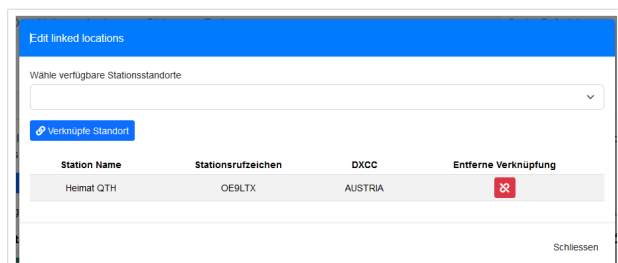 Edit linked locations
Wähle verfügbare Stationsstandorte
Verknüpfe Standort
Station Name Stationsrufzeichen DXCC Entferne Verknüpfung
Heimat QTH OE9LTX AUSTRIA
Schliessen